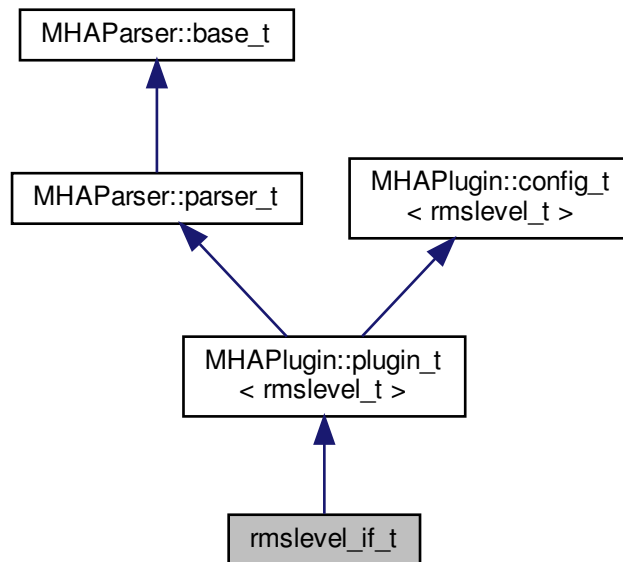 MHAParser::base_t
MHAParser::parser_t
MHAPlugin::config_t
< rmslevel_t >
MHAPlugin::plugin_t
< rmslevel_t >
rmslevel_if_t